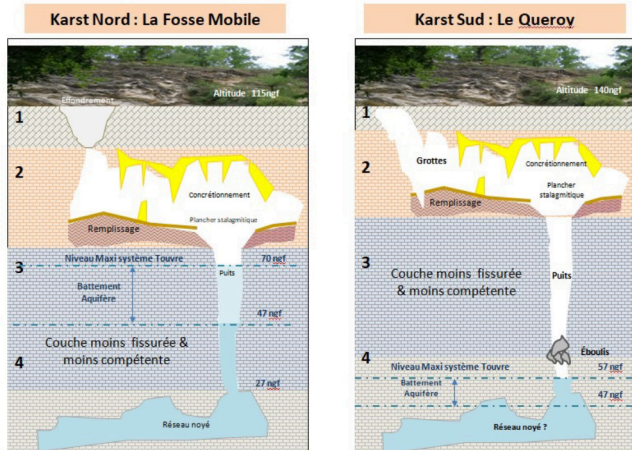 Karst Nord : La Fosse Mobile
Altitude 115ngf
Effondrement
1
2
Concrétionnement
Plancher stalagmitique
Remplissage
3
Niveau Maxi système Touvre
70 ngf
Puits
Battement
Aquifère
47 ngf
Couche moins fissurée &
moins compétente
4
27 ngf
Réseau noyé
Karst Sud : Le Queroy
Altitude 140ngf
1
2
Grottes
Concrétionnement
Plancher
stalagmitique
Remplissage
3
Couche moins fissurée
& moins compétente
Puits
4
Éboulis
Niveau Maxi système Touvre
57 ngf
Battement
Aquifère
47 ngf
Réseau noyé ?